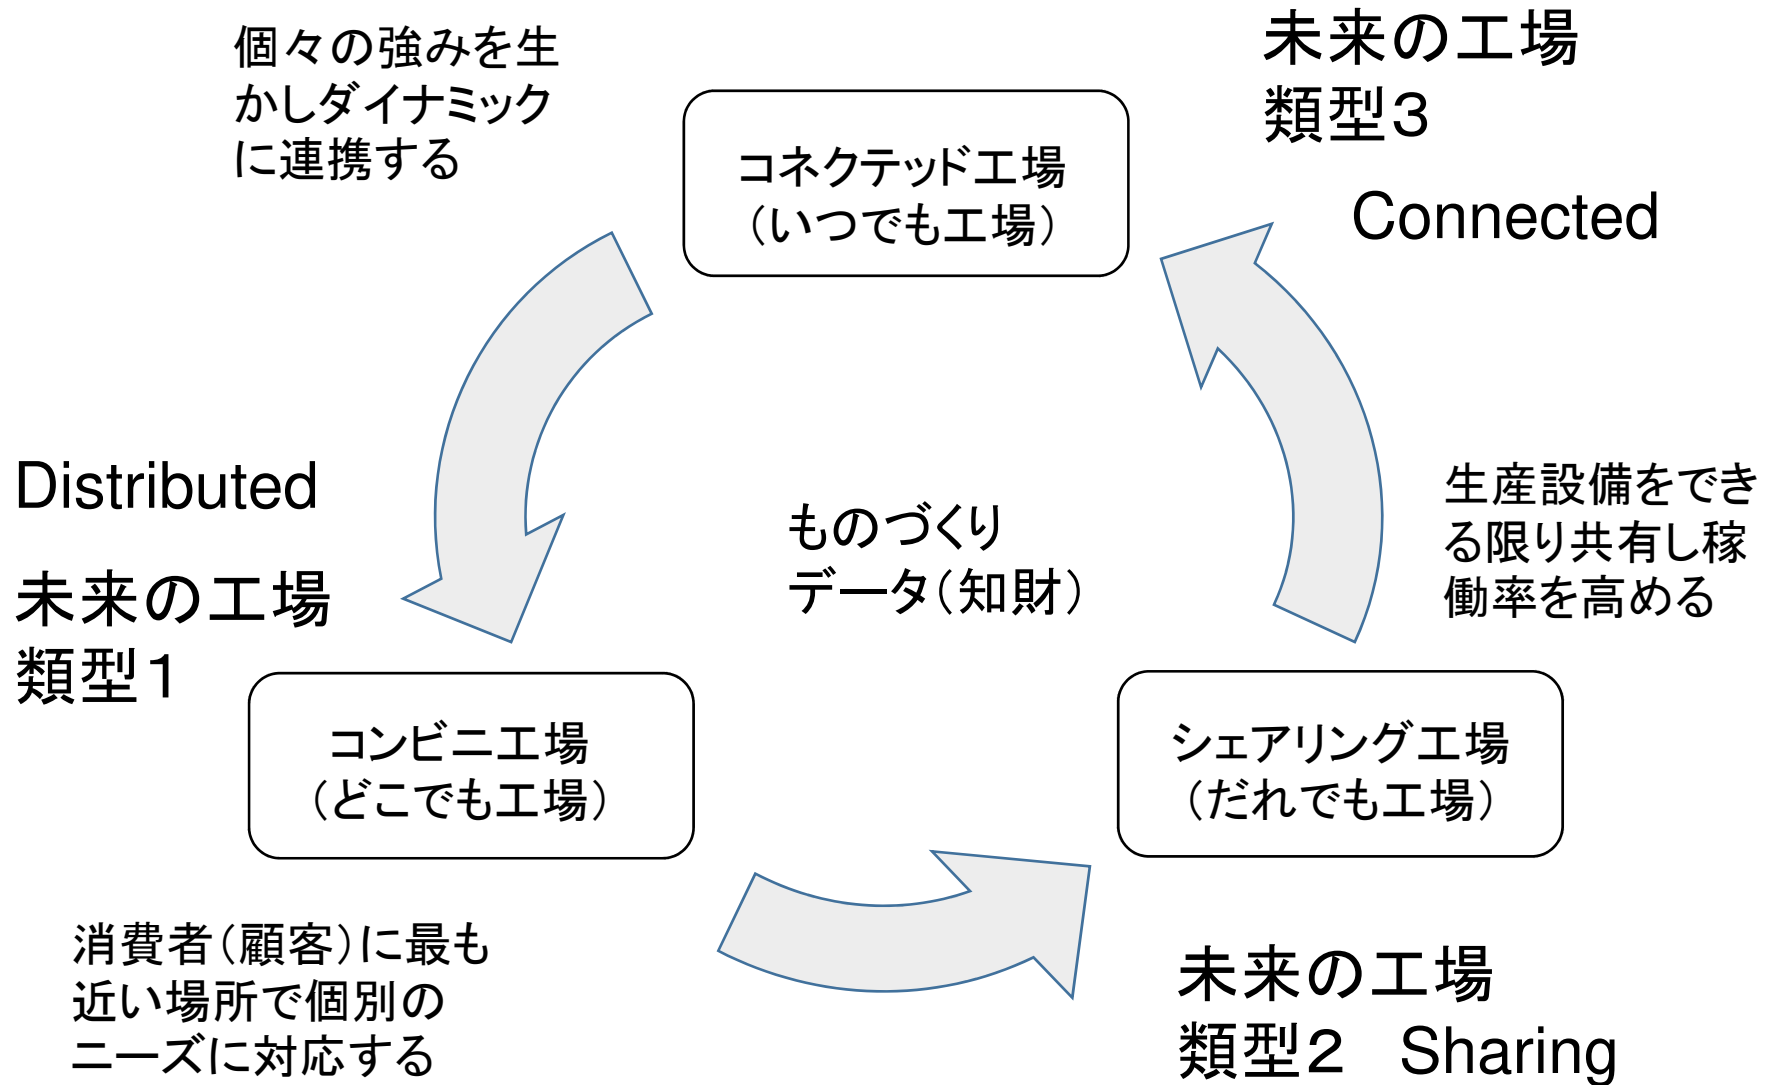 個々の強みを生
かしダイナミック
に連携する
未来の工場
類型３
Connected
コネクテッド工場
（いつでも工場）
Distributed
未来の工場
類型１
ものづくり
データ（知財）
生産設備をでき
る限り共有し稼
働率を高める
コンビニ工場
（どこでも工場）
シェアリング工場
（だれでも工場）
消費者（顧客）に最も
近い場所で個別の
ニーズに対応する
未来の工場
類型２　Sharing